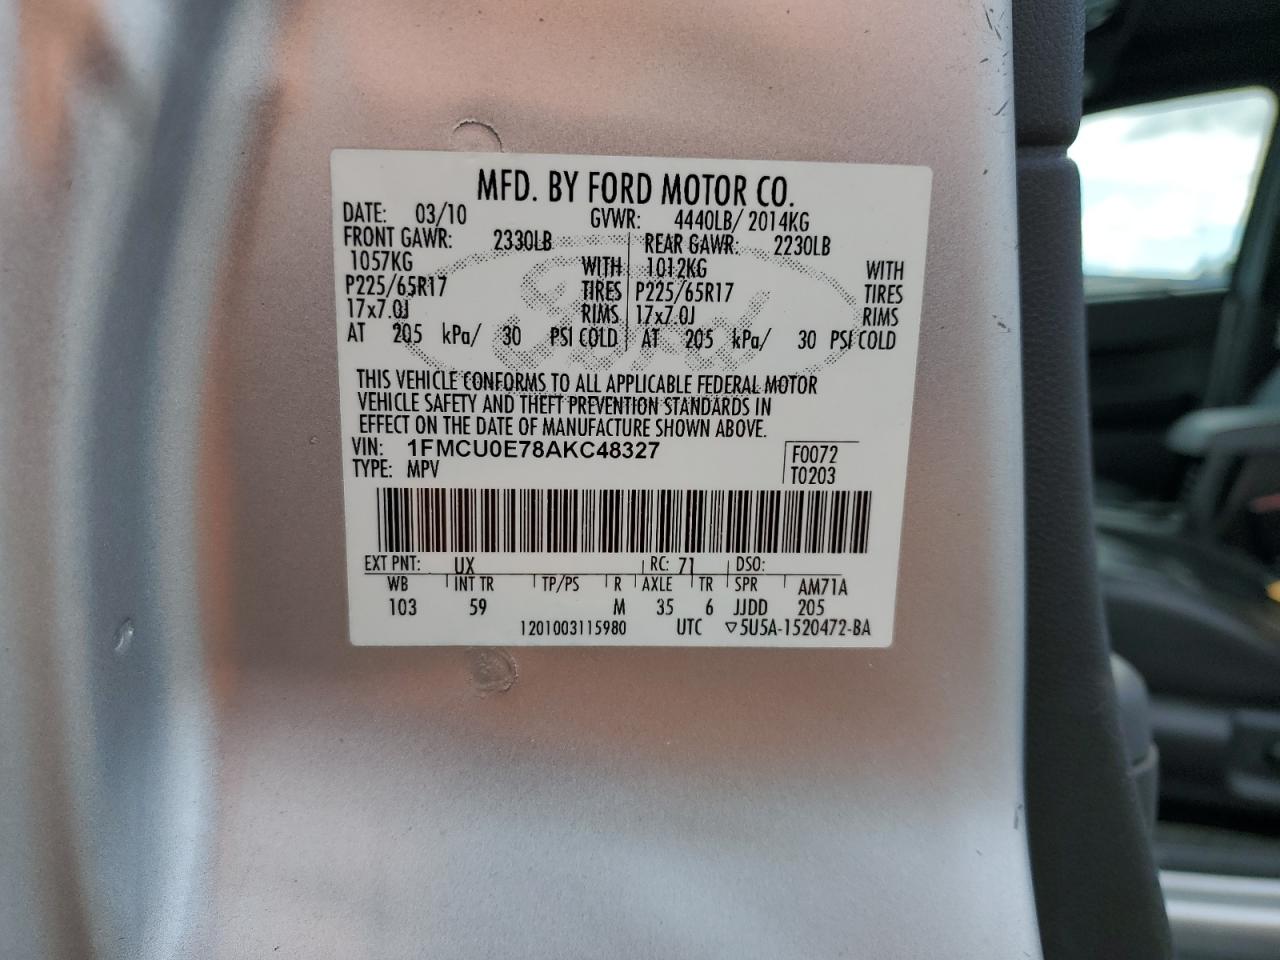 MFD. BY FORD MOTOR CO.
DATE: 03/10 GVWR: 4440LB/ 2014KG
FRONT GAWR: 2330LB REAR GAWR: 2230LB
1057KG WITH 1012KG WITH
P225/65R17 TIRES P225/65R17 TIRES
17x7.0J RIMS 17x7.0J RIMS
AT 205 kPa/ 30 PSI COLD AT 205 kPa/ 30 PSI COLD
Ford
THIS VEHICLE CONFORMS TO ALL APPLICABLE FEDERAL MOTOR
VEHICLE SAFETY AND THEFT PREVENTION STANDARDS IN
EFFECT ON THE DATE OF MANUFACTURE SHOWN ABOVE.
VIN: 1FMCU0E78AKC48327 F0072
TYPE: MPV T0203
EXT PNT: UX RC: 71 DSO:
WB INT TR TP/PS R AXLE TR SPR AM71A
103 59 M 35 6 JJDD 205
1201003115980 UTC ▽5U5A-1520472-BA